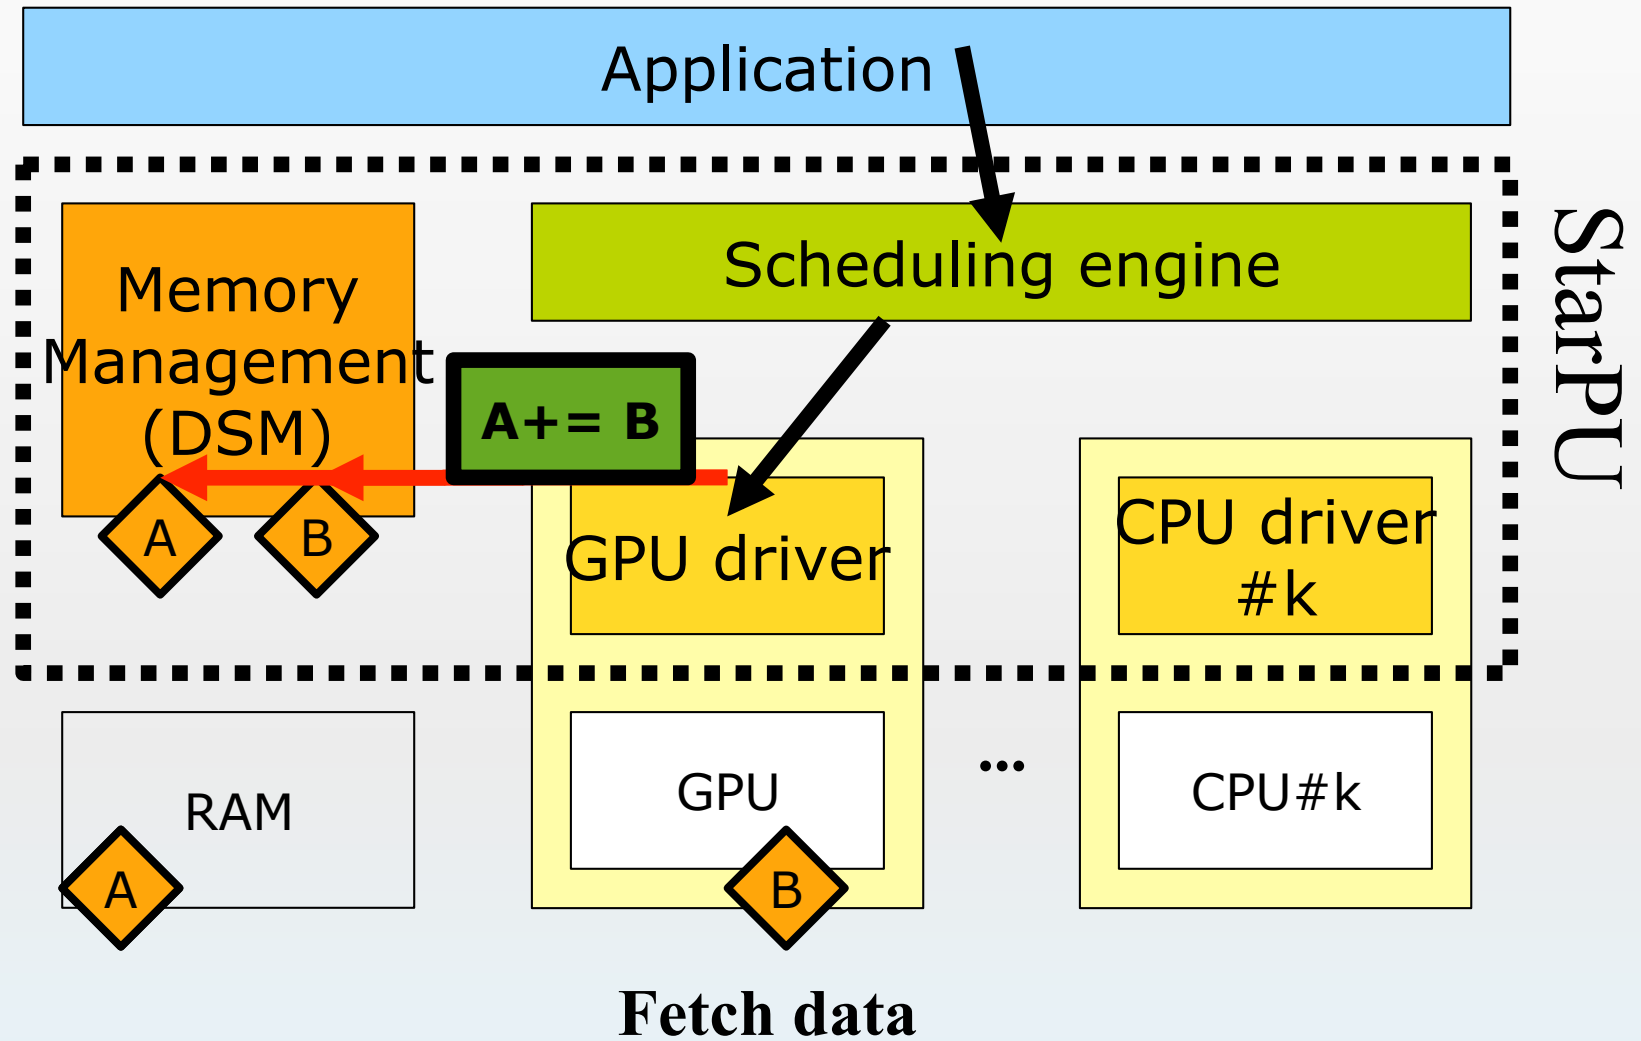 Application
StarPU
Memory
Management
(DSM)
Scheduling engine
A+= B
A
B
GPU driver
CPU driver
#k
RAM
GPU
...
CPU#k
A
B
Fetch data